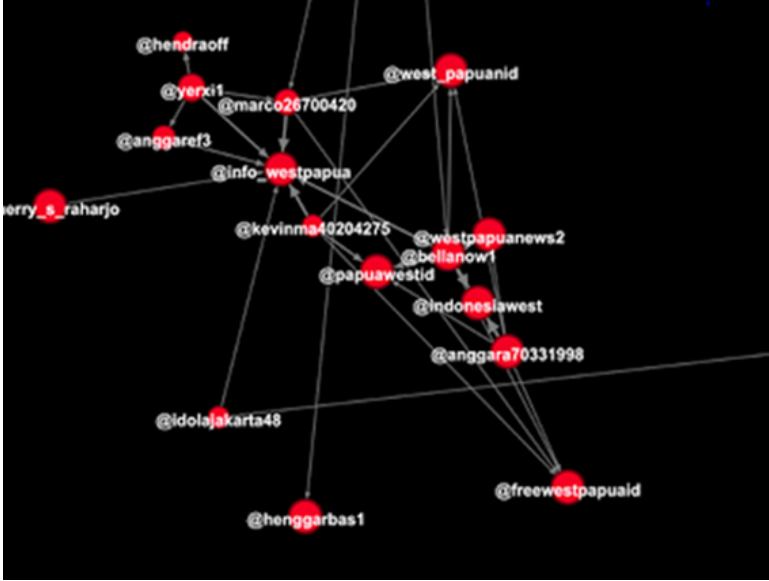 @hendraoff
@west_papuanid
@yerxi1
@marco26700420
@anggaref3
@info_westpapua
erry_s_raharjo
@kevinma40204275
@westpapuanews2
@bellanow1
@papuawestid
@indonesiawest
@anggara70331998
@idolajakarta48
@freewestpapuaid
@henggarbas1